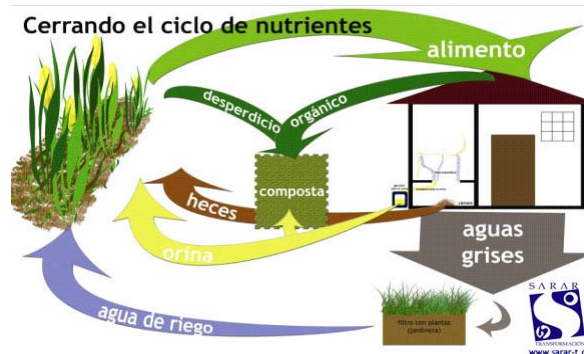 Cerrando el ciclo de nutrientes
alimento
desperdicio
orgánico
composta
heces
orina
aguas
grises
agua de riego
filtro con plantas
(jardinera)
SARAR
TRANSFORMACIÓN
www.sarar-t.o